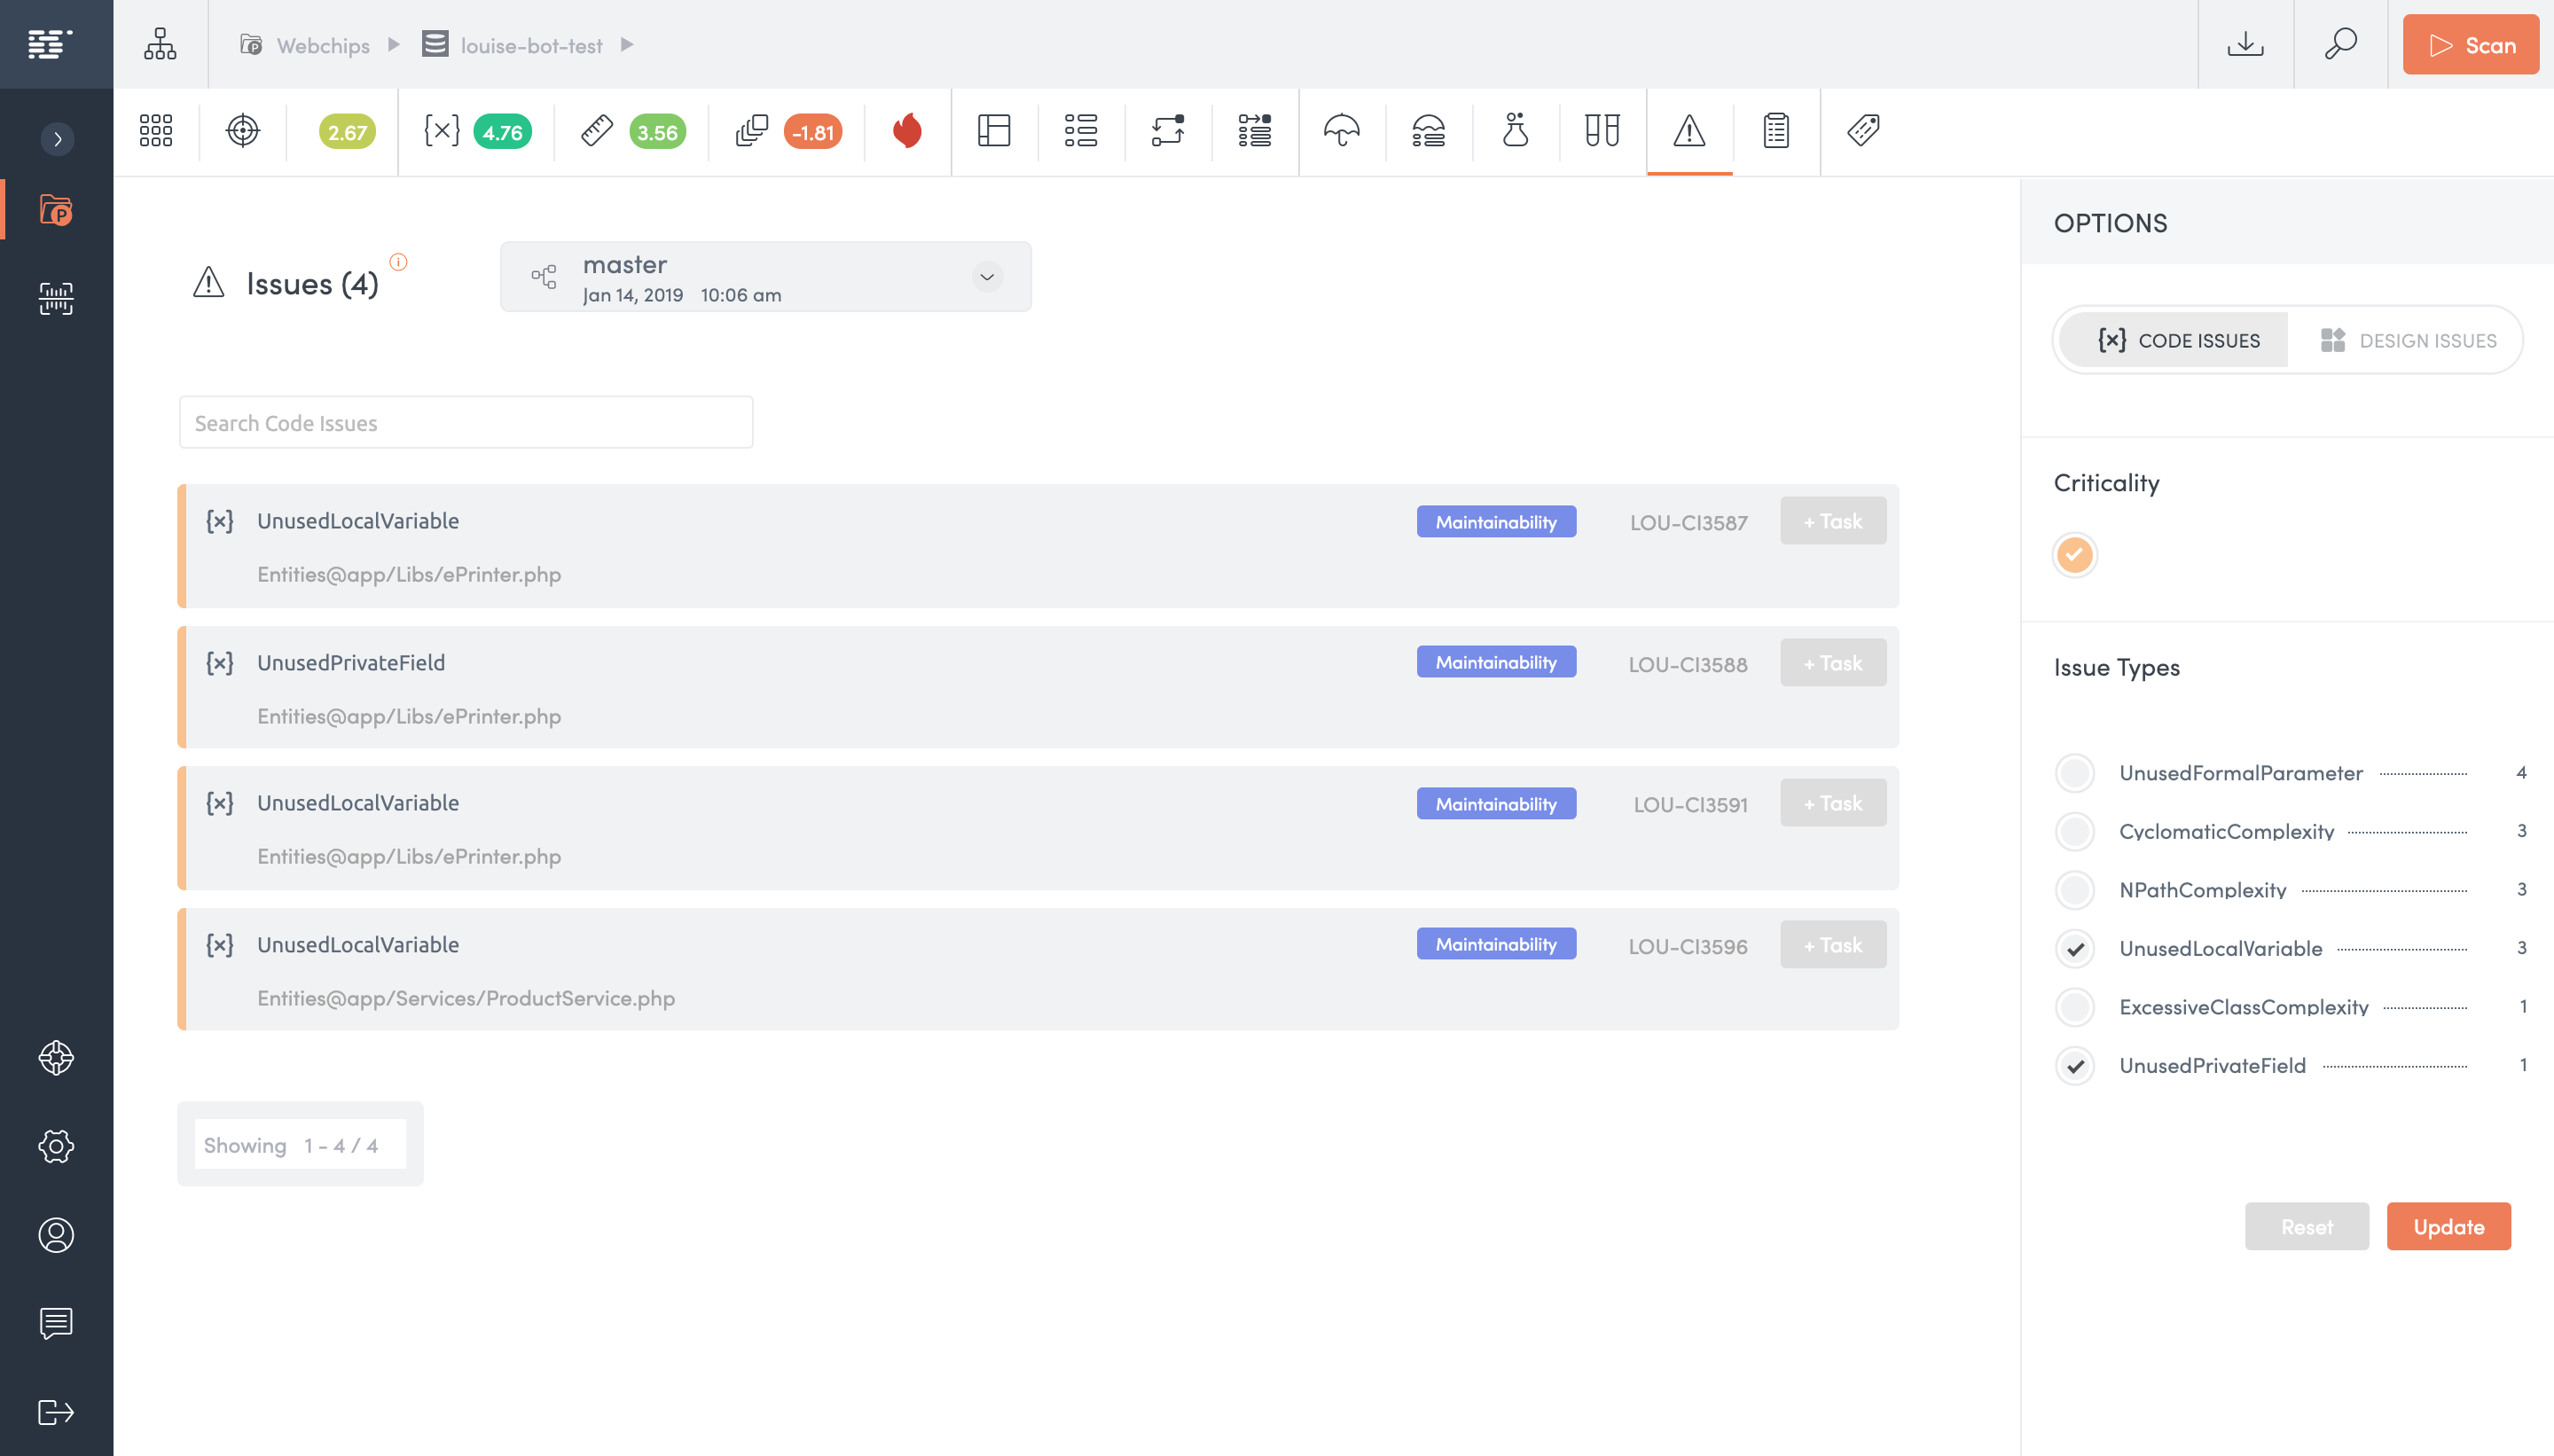 Webchips louise-bot-test Scan
2.67 {×} 4.76 3.56 -1.81
Issues (4)
master
Jan 14, 2019 10:06 am
Search Code Issues
{×} UnusedLocalVariable Maintainability LOU-CI3587 + Task
Entities@app/Libs/ePrinter.php
{×} UnusedPrivateField Maintainability LOU-CI3588 + Task
Entities@app/Libs/ePrinter.php
{×} UnusedLocalVariable Maintainability LOU-CI3591 + Task
Entities@app/Libs/ePrinter.php
{×} UnusedLocalVariable Maintainability LOU-CI3596 + Task
Entities@app/Services/ProductService.php
Showing 1 - 4 / 4
OPTIONS
{×} CODE ISSUES DESIGN ISSUES
Criticality
Issue Types
UnusedFormalParameter 4
CyclomaticComplexity 3
NPathComplexity 3
UnusedLocalVariable 3
ExcessiveClassComplexity 1
UnusedPrivateField 1
Reset Update